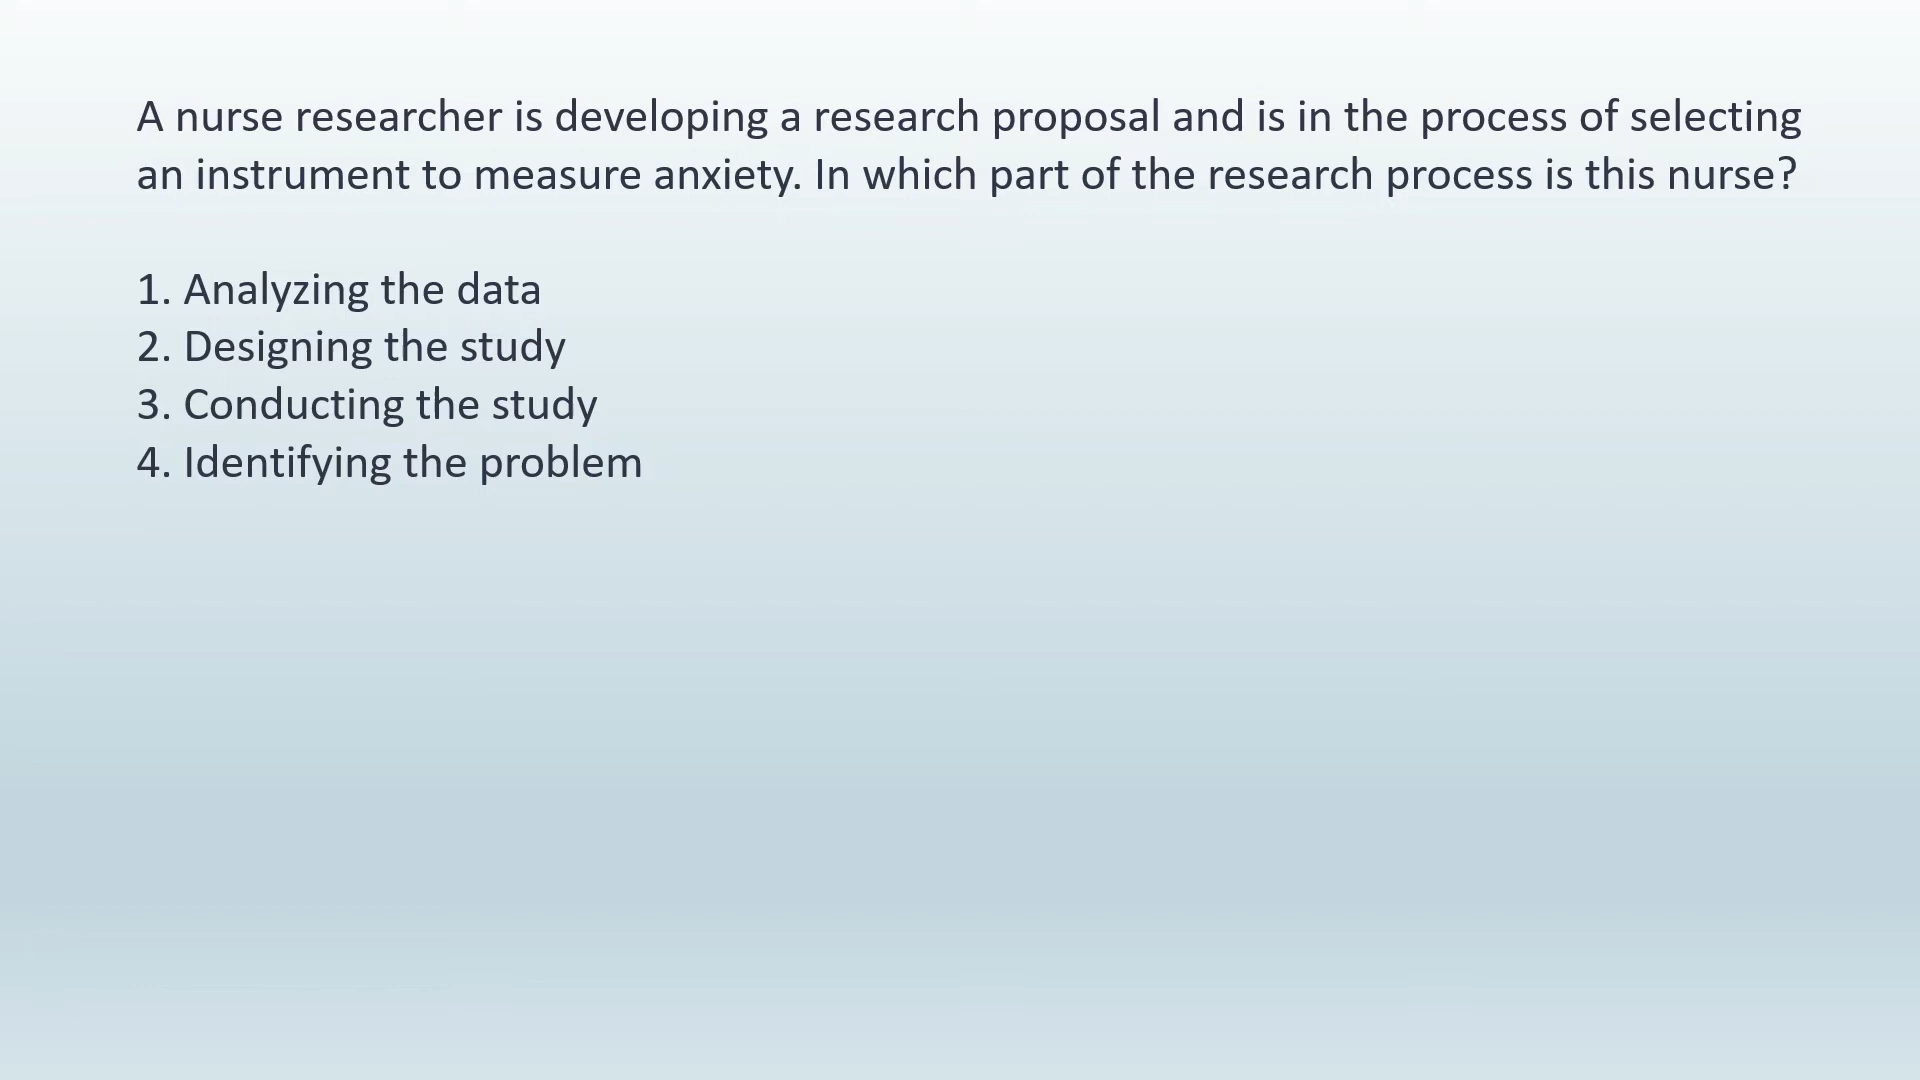 A nurse researcher is developing a research proposal and is in the process of selecting
an instrument to measure anxiety. In which part of the research process is this nurse?
1. Analyzing the data
2. Designing the study
3. Conducting the study
4. Identifying the problem